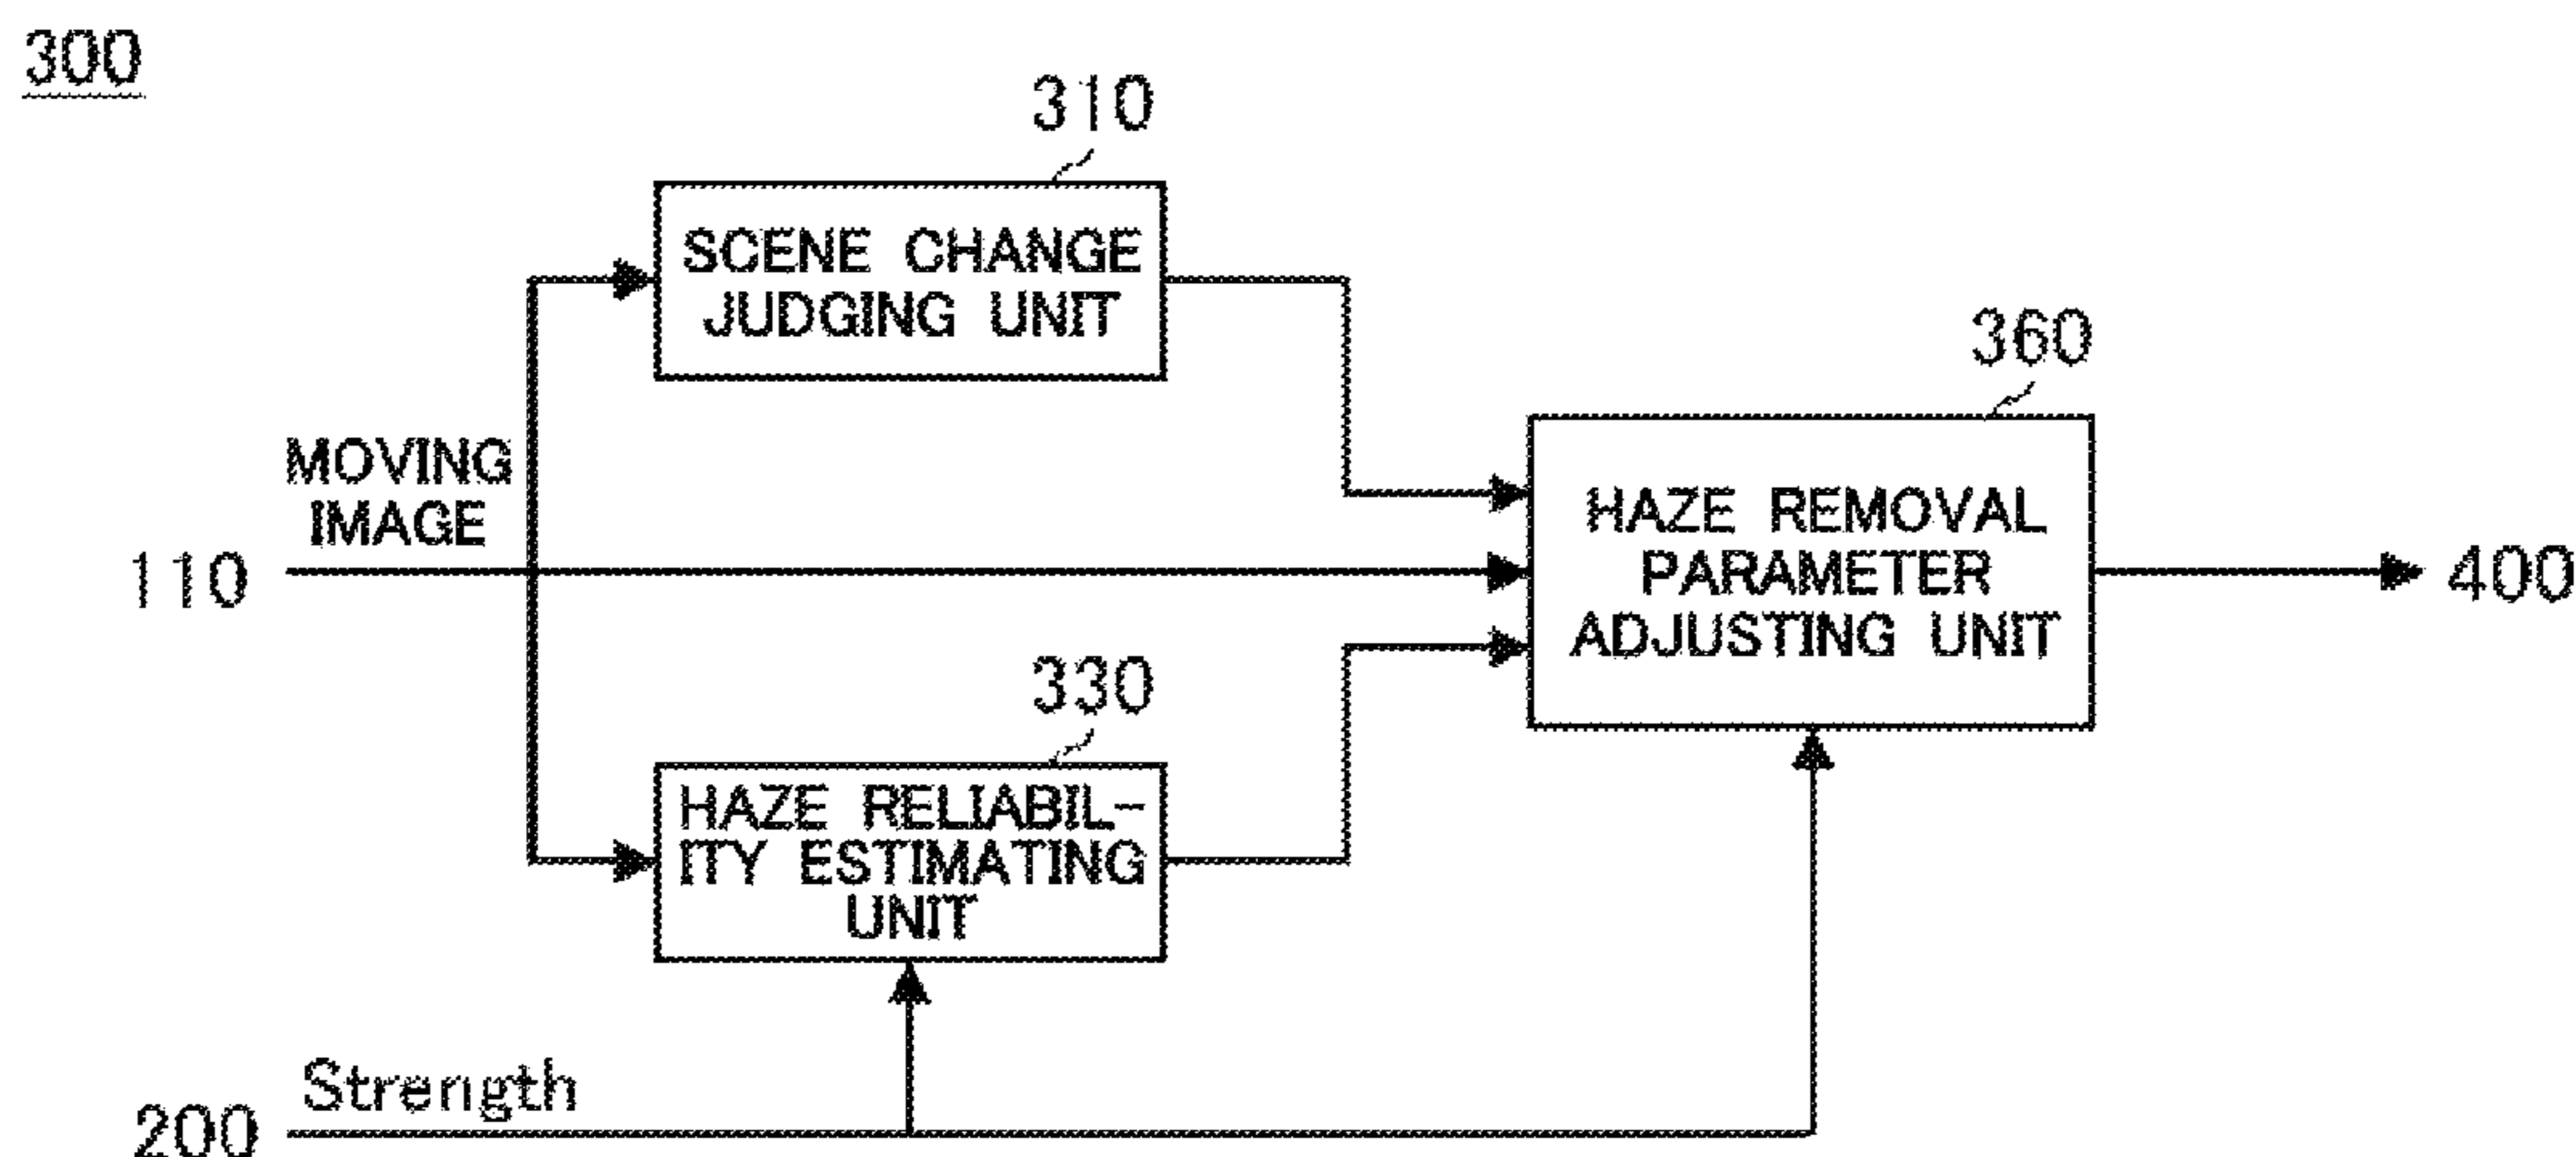 300
310
SCENE CHANGE
JUDGING UNIT
360
MOVING
IMAGE
110
HAZE REMOVAL
PARAMETER
ADJUSTING UNIT
400
330
HAZE RELIABIL-
ITY ESTIMATING
UNIT
Strength
200